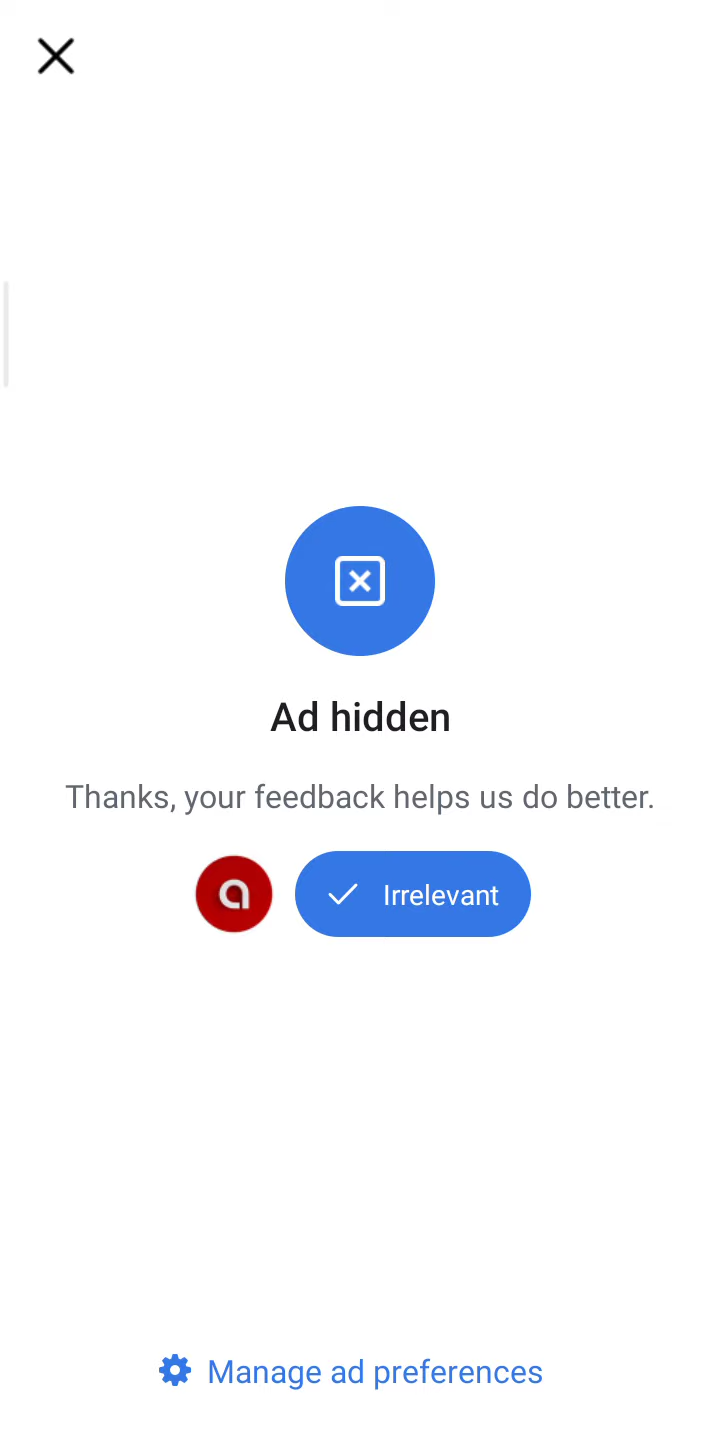 Ad hidden
Thanks, your feedback helps us do better.
Irrelevant
Manage ad preferences